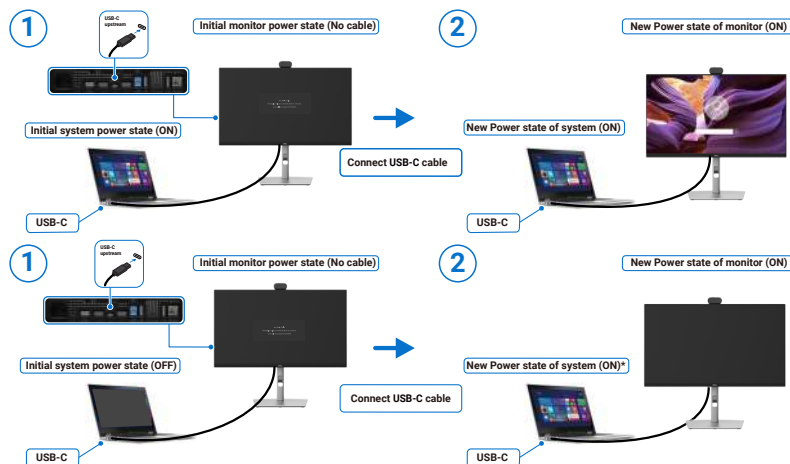 1
USB-C
upstream
Initial monitor power state (No cable)
Initial system power state (ON)
USB-C
Connect USB-C cable
2
New Power state of monitor (ON)
New Power state of system (ON)
USB-C
1
USB-C
upstream
Initial monitor power state (No cable)
Initial system power state (OFF)
USB-C
Connect USB-C cable
2
New Power state of monitor (ON)
New Power state of system (ON)*
USB-C